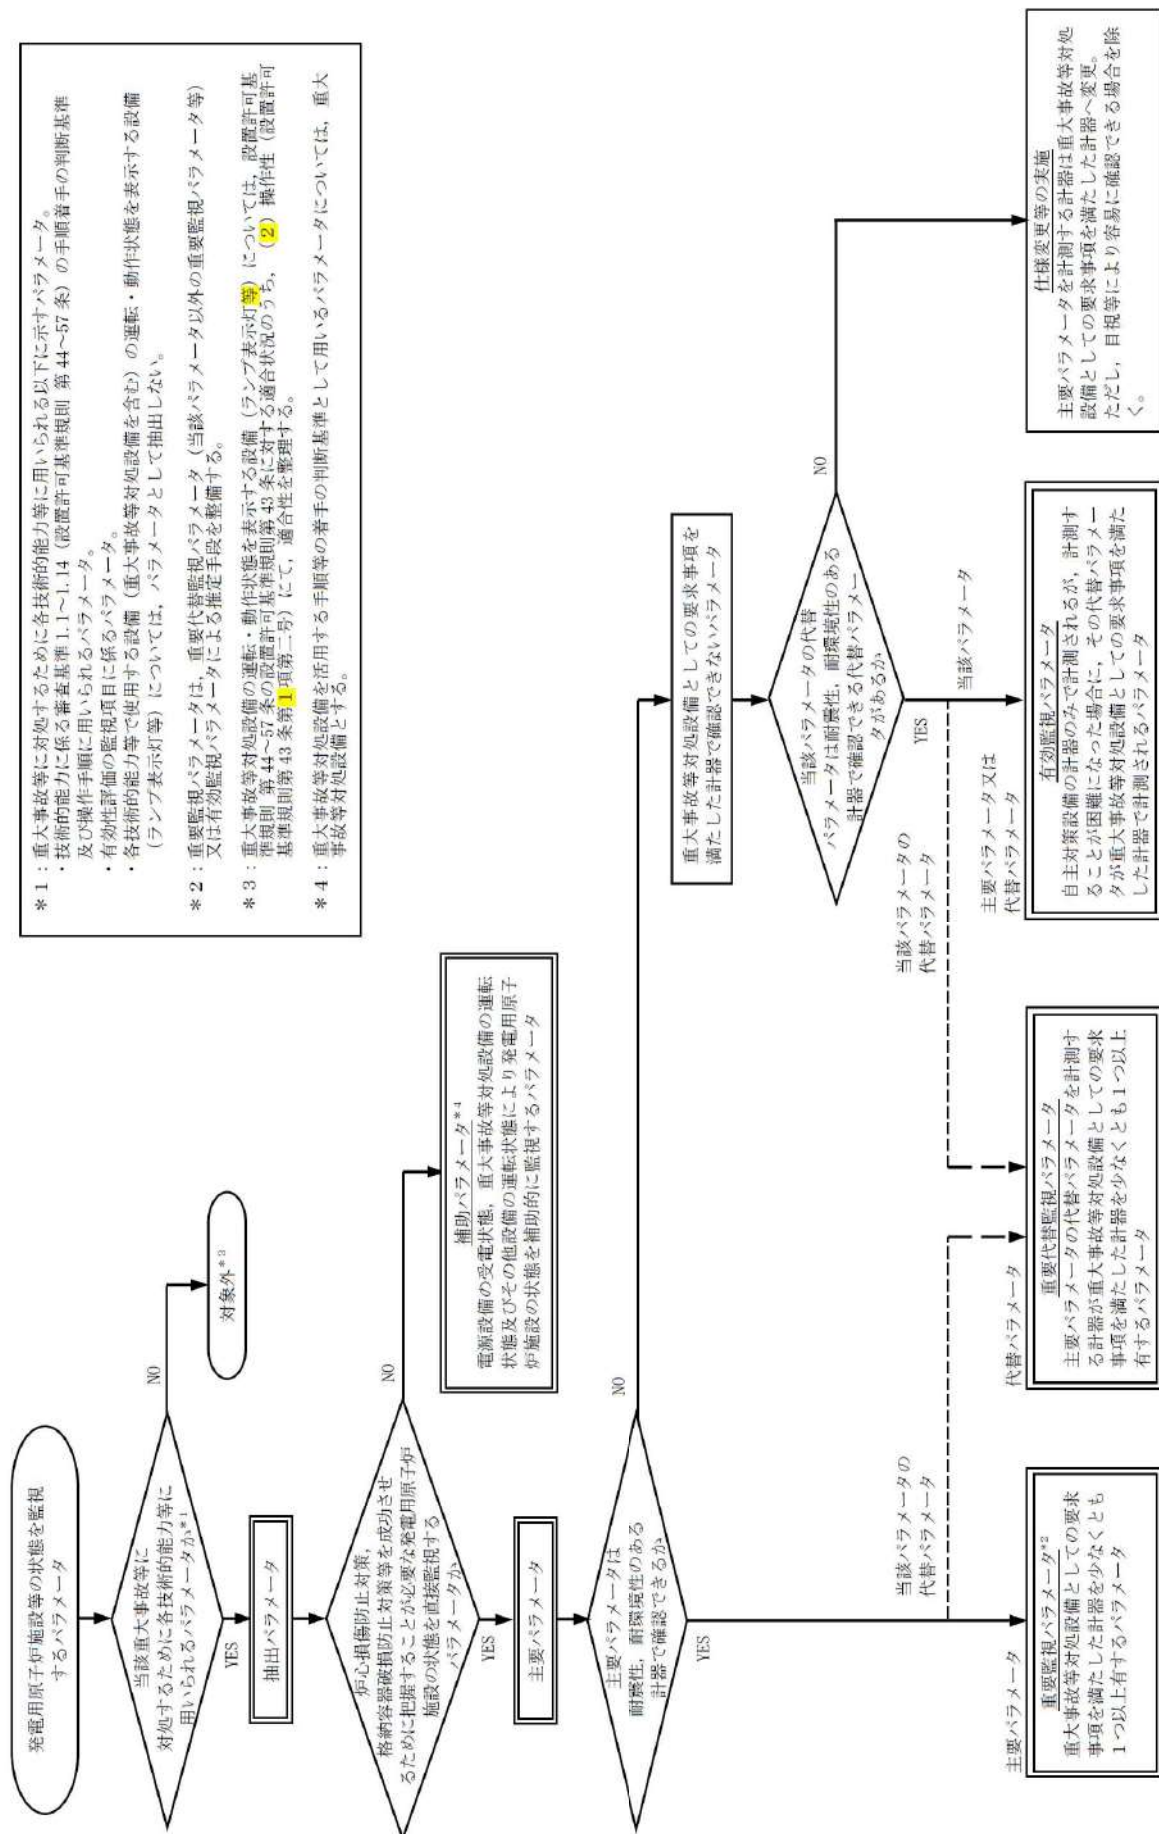 発電用原子炉施設等の状態を監視
するパラメータ
当該重大事故等に
対処するために各技術的能力等に
用いられるパラメータか*1
NO
対象外*3
YES
抽出パラメータ
炉心損傷防止対策,
格納容器破損防止対策等を成功させ
るために把握することが必要な発電用原子炉
施設の状態を直接監視する
パラメータか
NO
補助パラメータ*4
電源設備の受電状態,重大事故等対処設備の運転
状態及びその他設備の運転状態により発電用原子
炉施設の状態を補助的に監視するパラメータ
YES
主要パラメータ
主要パラメータは
耐震性,耐環境性のある
計器で確認できるか
NO
YES
重大事故等対処設備としての要求事項を
満たした計器で確認できないパラメータ
当該パラメータの代替
パラメータは耐震性,耐環境性のある
計器で確認できる代替パラメー
タがあるか
NO
YES
当該パラメータの
代替パラメータ
当該パラメータの
代替パラメータ
主要パラメータ又は
代替パラメータ
当該パラメータ
主要パラメータ
代替パラメータ
重要監視パラメータ*2
重大事故等対処設備としての要求
事項を満たした計器を少なくとも
1つ以上有するパラメータ
重要代替監視パラメータ
主要パラメータの代替パラメータを計測す
る計器が重大事故等対処設備としての要求
事項を満たした計器を少なくとも1つ以上
有するパラメータ
有効監視パラメータ
自主対策設備の計器のみで計測されるが,計測す
ることが困難になった場合に,その代替パラメー
タが重大事故等対処設備としての要求事項を満た
した計器で計測されるパラメータ
仕様変更等の実施
主要パラメータを計測する計器は重大事故等対処
設備としての要求事項を満たした計器へ変更。
ただし,目視等により容易に確認できる場合を除
く。
*1:重大事故等に対処するために各技術的能力等に用いられる以下に示すパラメータ。
・技術的能力に係る審査基準1.1~1.14(設置許可基準規則 第44~57条)の手順着手の判断基準
及び操作手順に用いられるパラメータ。
・有効性評価の監視項目に係るパラメータ。
・各技術的能力等で使用する設備(重大事故等対処設備を含む)の運転・動作状態を表示する設備
(ランプ表示灯等)については,パラメータとして抽出しない。
*2:重要監視パラメータは,重要代替監視パラメータ(当該パラメータ以外の重要監視パラメータ等)
又は有効監視パラメータによる推定手段を整備する。
*3:重大事故等対処設備の運転・動作状態を表示する設備(ランプ表示灯等)については,設置許可基
準規則 第44~57条の設置許可基準規則第43条に対する適合状況のうち,(2)操作性(設置許可
基準規則第43条第1項第二号)にて,適合性を整理する。
*4:重大事故等対処設備を活用する手順等の着手の判断基準として用いるパラメータについては,重大
事故等対処設備とする。